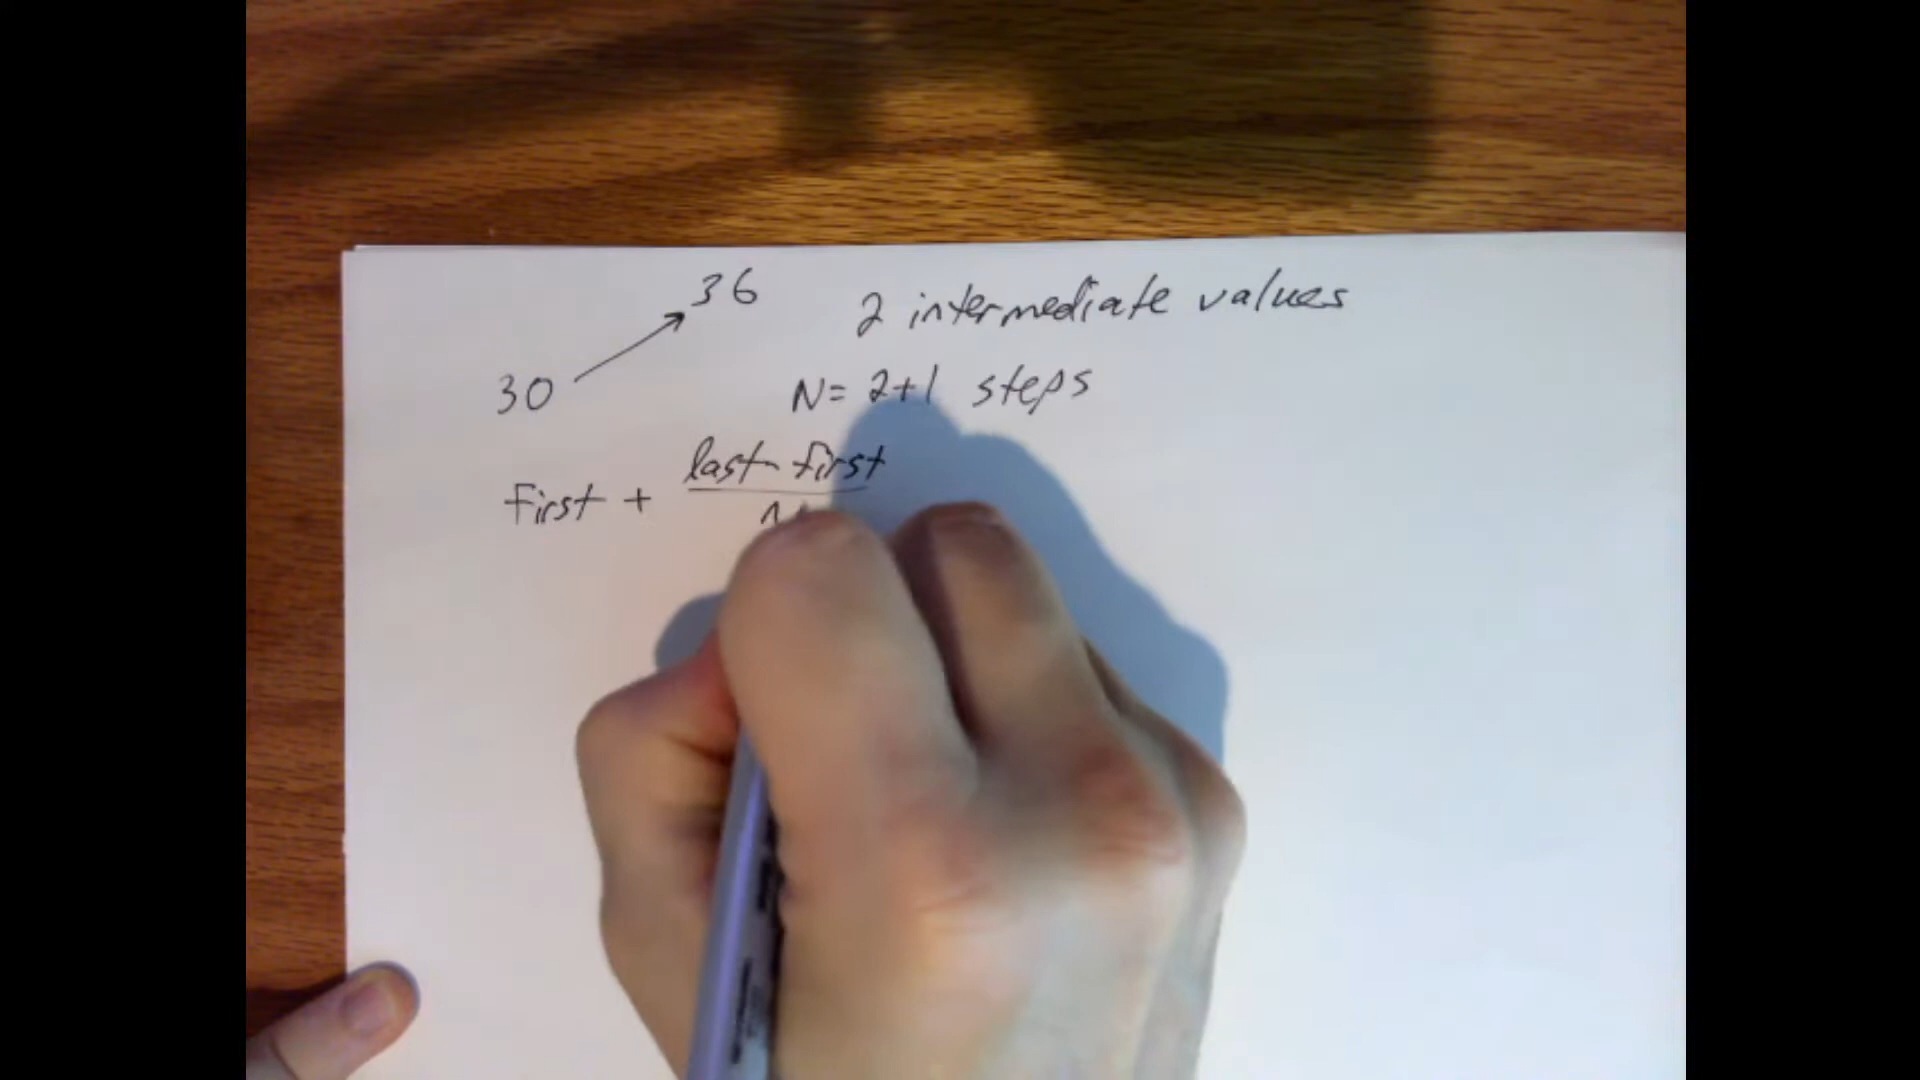 36
2 intermediate values
30
N= 2+1 steps
last-first
first +
N